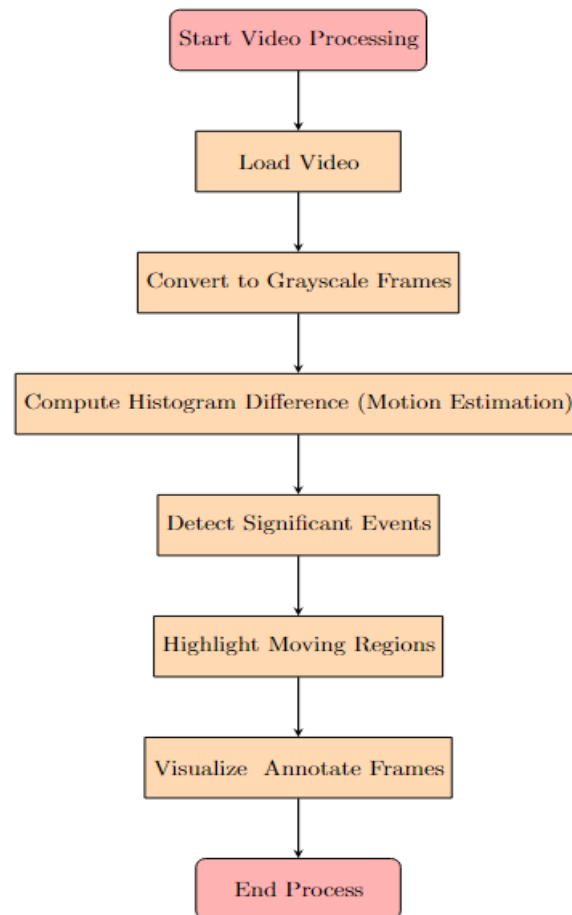 Start Video Processing
Load Video
Convert to Grayscale Frames
Compute Histogram Difference (Motion Estimation)
Detect Significant Events
Highlight Moving Regions
Visualize  Annotate Frames
End Process